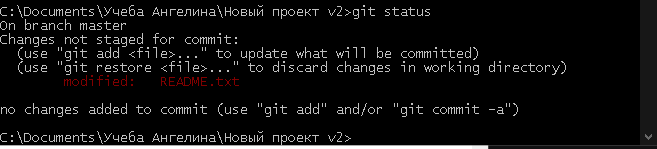 C:\Documents\Учеба Ангелина\Новый проект v2>git status
On branch master
Changes not staged for commit:
  (use "git add <file>..." to update what will be committed)
  (use "git restore <file>..." to discard changes in working directory)
        modified:   README.txt

no changes added to commit (use "git add" and/or "git commit -a")

C:\Documents\Учеба Ангелина\Новый проект v2>